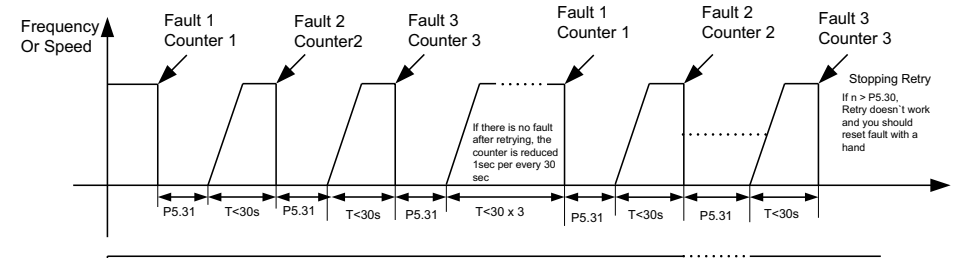 Frequency
Or Speed
Fault 1
Counter 1
Fault 2
Counter2
Fault 3
Counter 3
Fault 1
Counter 1
Fault 2
Counter 2
Fault 3
Counter 3
Stopping Retry
If n > P5.30,
Retry doesn`t work
and you should
reset fault with a
hand
If there is no fault
after retrying, the
counter is reduced
1sec per every 30
sec
P5.31
T<30s
P5.31
T<30s
P5.31
T<30 x 3
P5.31
T<30s
P5.31
T<30s